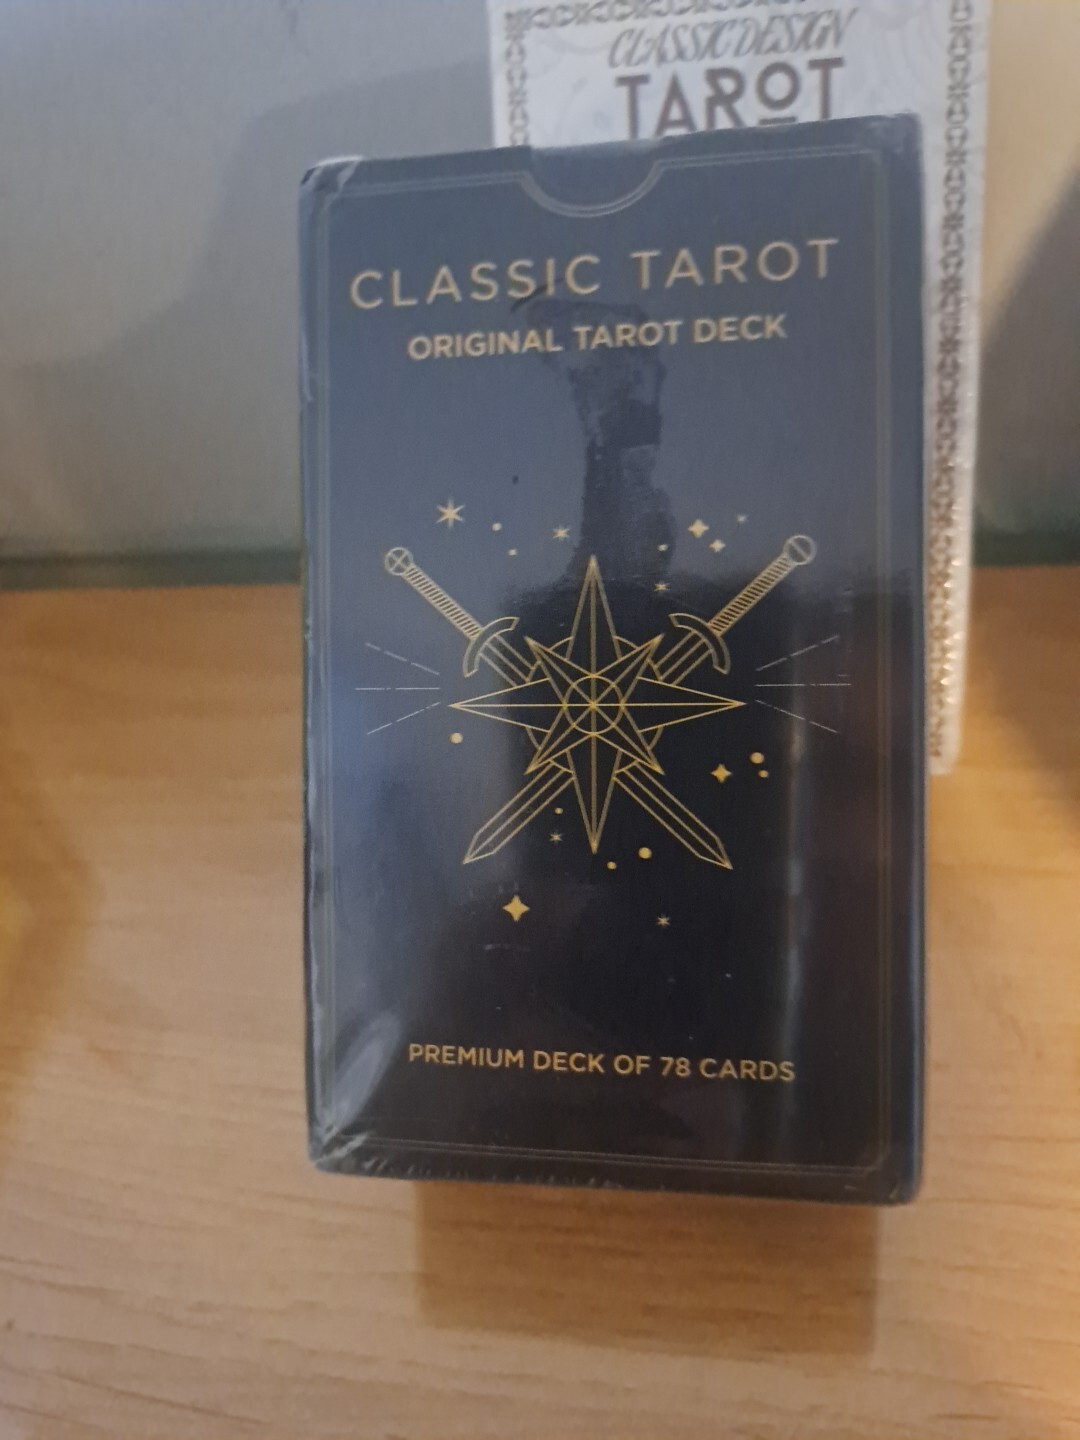 CLASSIC DESIGN
TAROT
CLASSIC TAROT
ORIGINAL TAROT DECK
PREMIUM DECK OF 78 CARDS